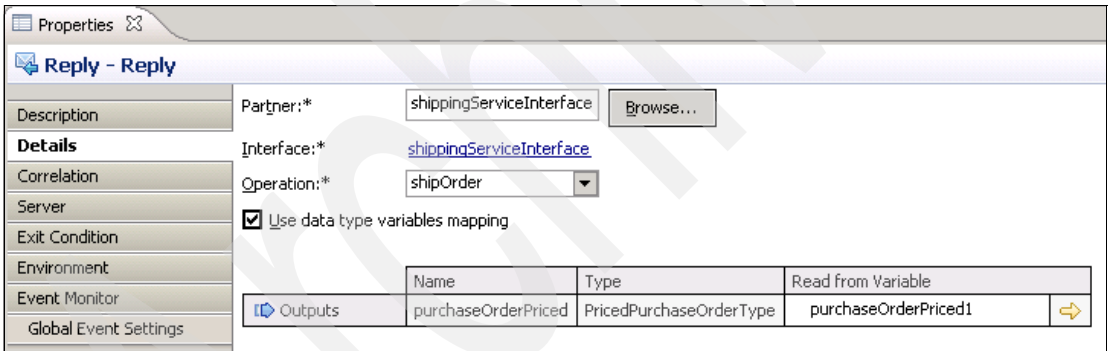 Properties
Reply - Reply
Description
Details
Correlation
Server
Exit Condition
Environment
Event Monitor
Global Event Settings
Partner:* shippingServiceInterface Browse...
Interface:* shippingServiceInterface
Operation:* shipOrder
Use data type variables mapping
Name Type Read from Variable
Outputs purchaseOrderPriced PricedPurchaseOrderType purchaseOrderPriced1